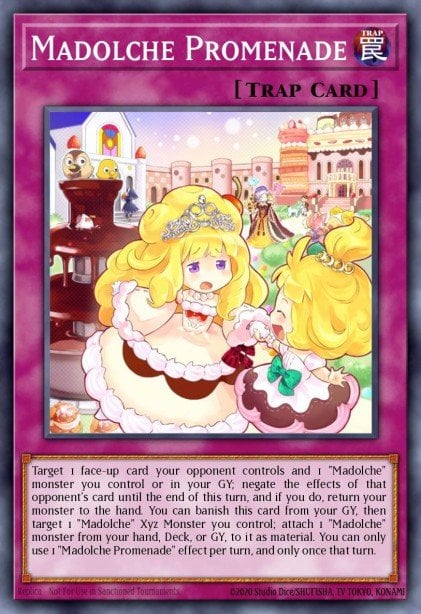 Madolche Promenade
TRAP
罠
[Trap Card]
Target 1 face-up card your opponent controls and 1 "Madolche"
monster you control or in your GY; negate the effects of that
opponent's card until the end of this turn, and if you do, return your
monster to the hand. You can banish this card from your GY, then
target 1 "Madolche" Xyz Monster you control; attach 1 "Madolche"
monster from your hand, Deck, or GY, to it as material. You can only
use 1 "Madolche Promenade" effect per turn, and only once that turn.
Replica - Not For Use in Sanctioned Tournaments
©2020 Studio Dice/SHUEISHA, TV TOKYO, KONAMI